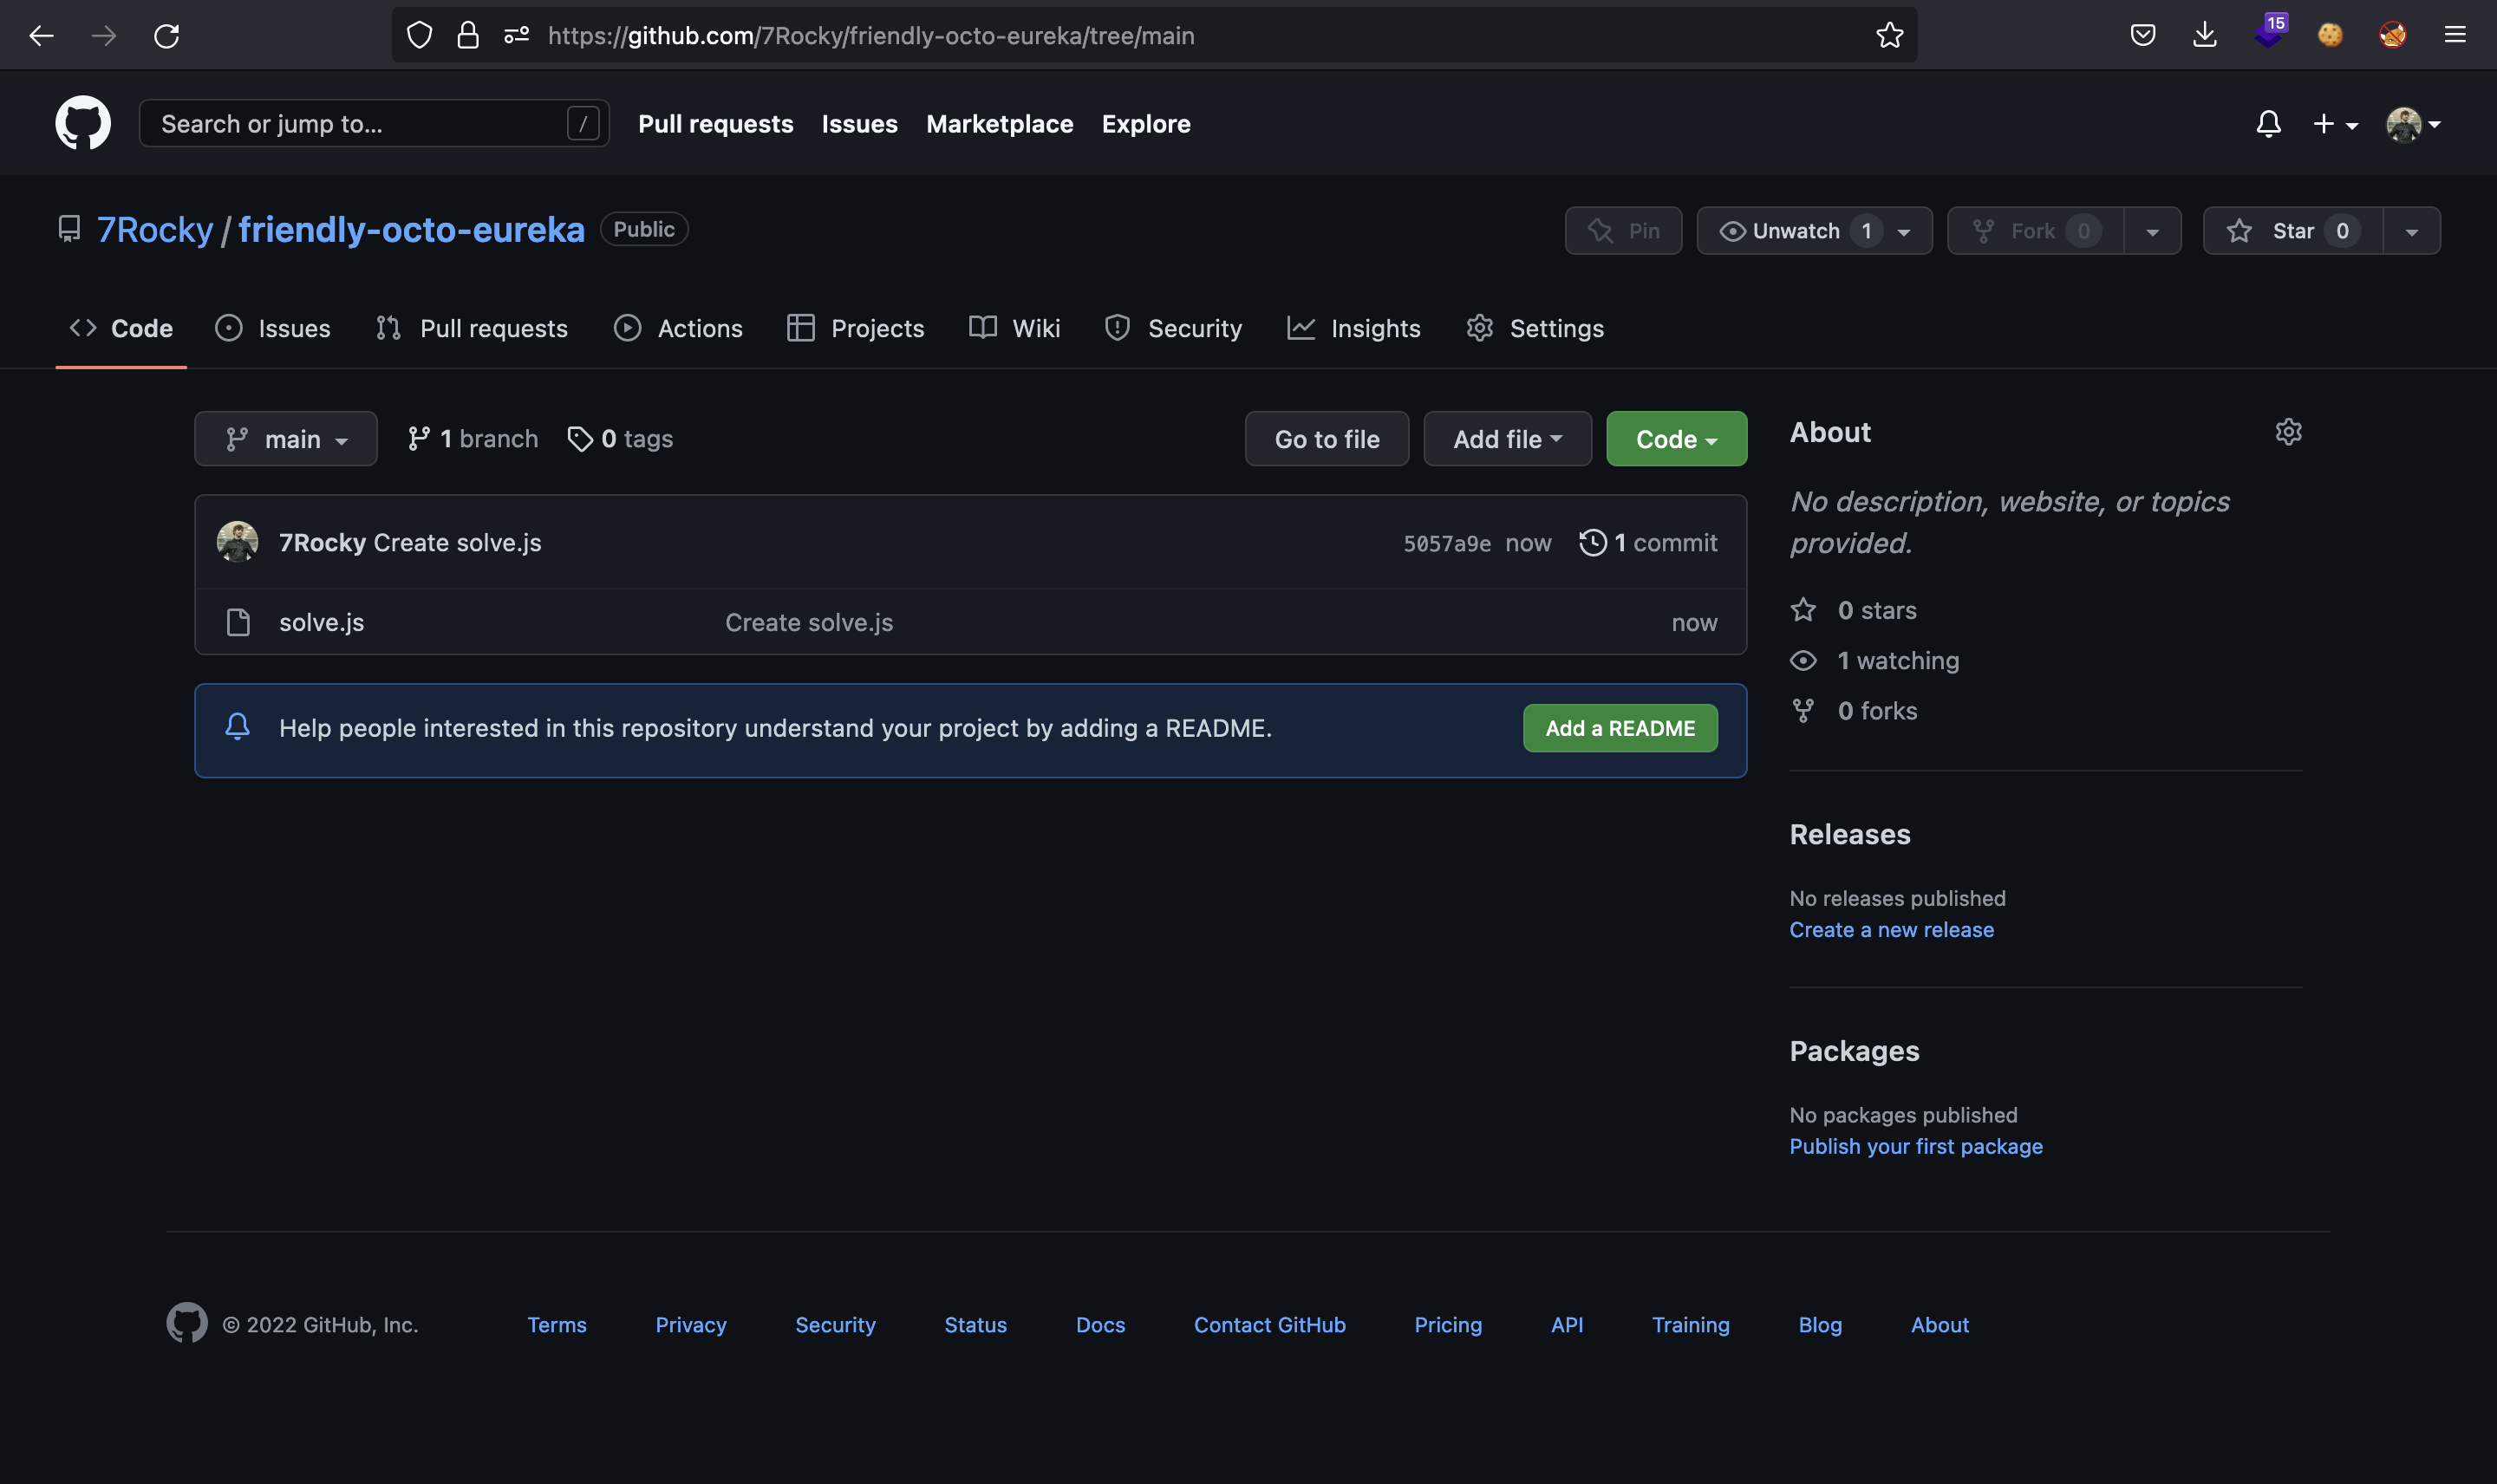 15
https://github.com/7Rocky/friendly-octo-eureka/tree/main
Search or jump to... /
Pull requests Issues Marketplace Explore
7Rocky / friendly-octo-eureka Public
Pin Unwatch 1 Fork 0 Star 0
Code Issues Pull requests Actions Projects Wiki Security Insights Settings
main 1 branch 0 tags Go to file Add file Code
7Rocky Create solve.js 5057a9e now 1 commit
solve.js Create solve.js now
Help people interested in this repository understand your project by adding a README. Add a README
About
No description, website, or topics
provided.
0 stars
1 watching
0 forks
Releases
No releases published
Create a new release
Packages
No packages published
Publish your first package
© 2022 GitHub, Inc. Terms Privacy Security Status Docs Contact GitHub Pricing API Training Blog About